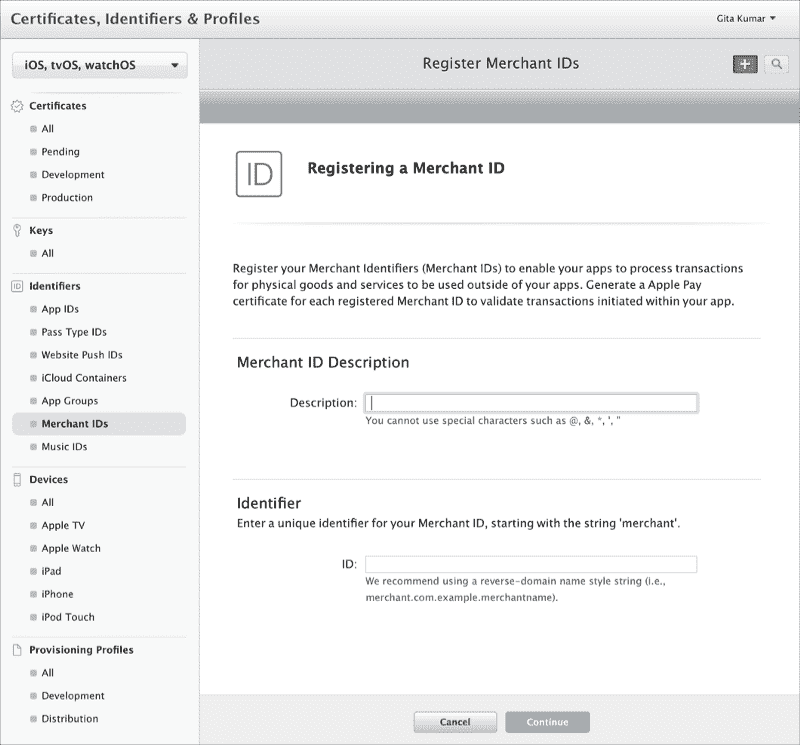 Certificates, Identifiers & Profiles
Gita Kumar
iOS, tvOS, watchOS
Register Merchant IDs
Certificates
All
Pending
Development
Production
Keys
All
Identifiers
App IDs
Pass Type IDs
Website Push IDs
iCloud Containers
App Groups
Merchant IDs
Music IDs
Devices
All
Apple TV
Apple Watch
iPad
iPhone
iPod Touch
Provisioning Profiles
All
Development
Distribution
ID
Registering a Merchant ID
Register your Merchant Identifiers (Merchant IDs) to enable your apps to process transactions
for physical goods and services to be used outside of your apps. Generate a Apple Pay
certificate for each registered Merchant ID to validate transactions initiated within your app.
Merchant ID Description
Description:
You cannot use special characters such as @, &, *, ', "
Identifier
Enter a unique identifier for your Merchant ID, starting with the string 'merchant'.
ID:
We recommend using a reverse-domain name style string (i.e.,
merchant.com.example.merchantname).
Cancel
Continue